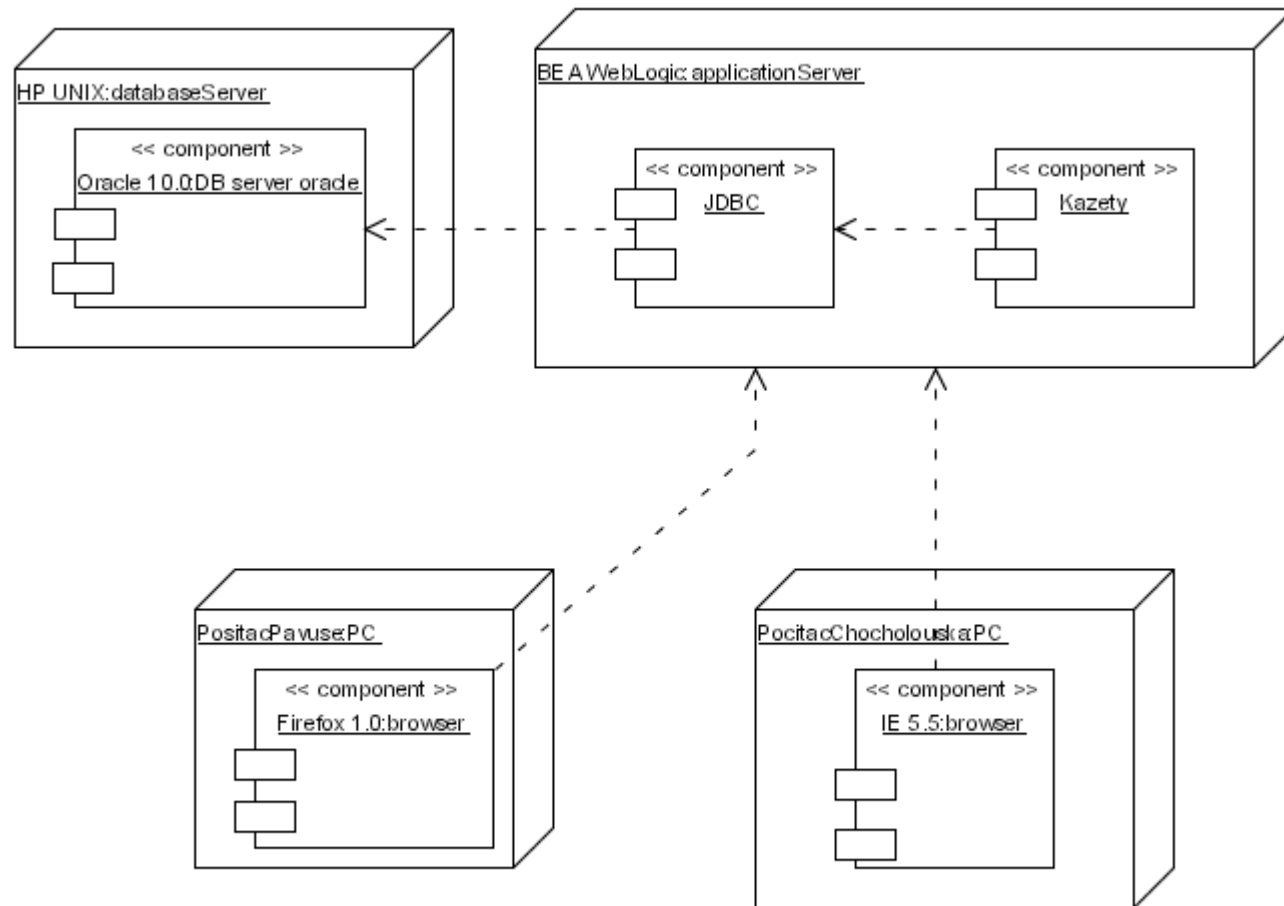 HP UNIX:databaseServer
<< component >>
Oracle 10.0:DB server oracle
BEA WebLogic:applicationServer
<< component >>
JDBC
<< component >>
Kazety
PositacPavuse:PC
<< component >>
Firefox 1.0:browser
PocitacChocholouska:PC
<< component >>
IE 5.5:browser